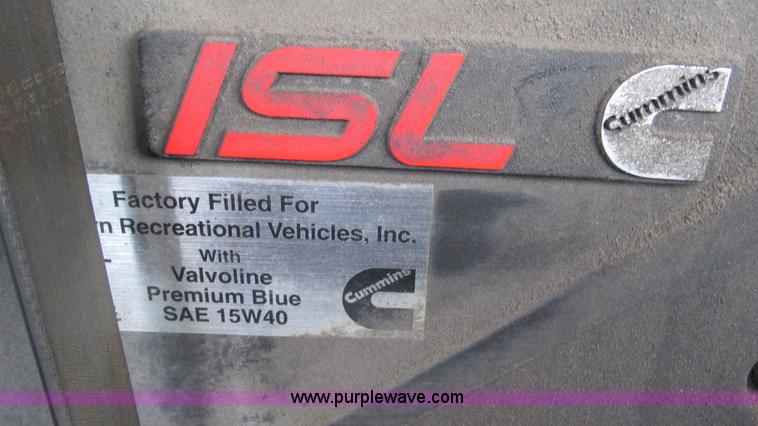 ISL
Cummins
Factory Filled For
Recreational Vehicles, Inc.
With
Valvoline
Premium Blue
SAE 15W40
Cummins
www.purplewave.com